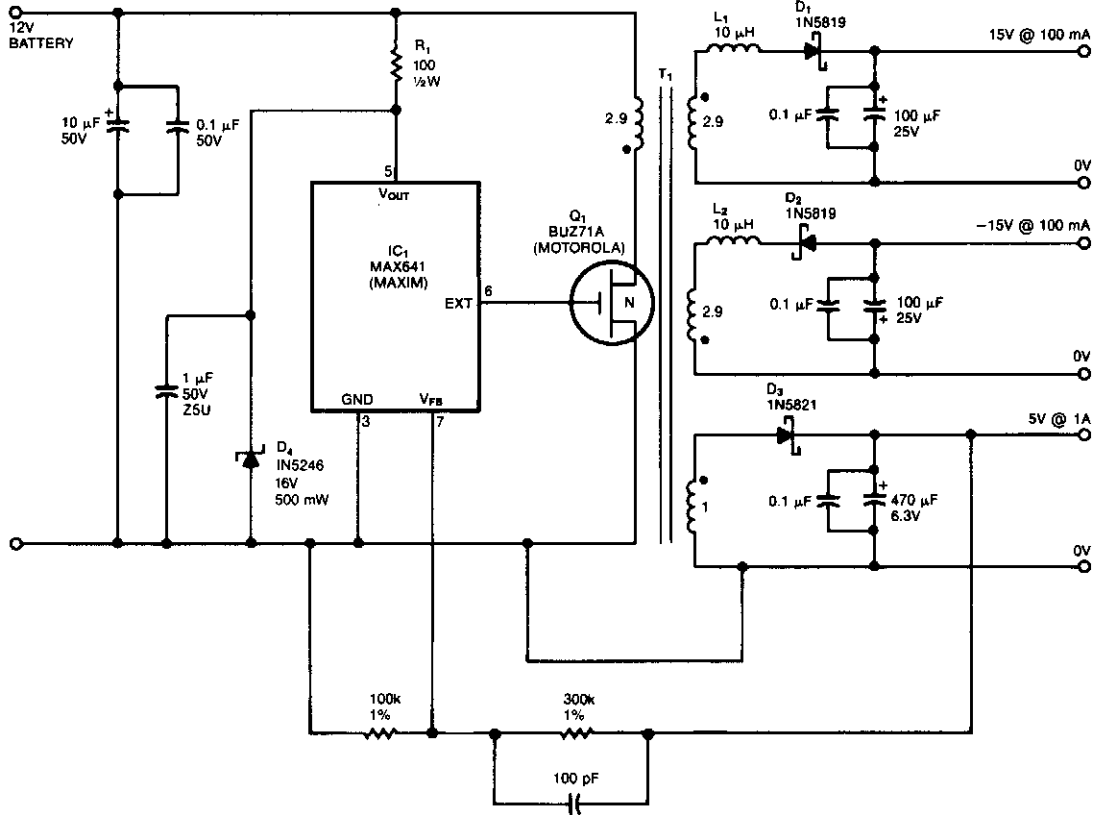 12V
BATTERY
10 µF
50V
+
0.1 µF
50V
R₁
100
½W
5
VOUT
IC₁
MAX641
(MAXIM)
EXT
6
GND
3
VFB
7
1 µF
50V
Z5U
D₄
IN5246
16V
500 mW
Q₁
BUZ71A
(MOTOROLA)
N
2.9
T₁
2.9
L₁
10 µH
D₁
1N5819
15V @ 100 mA
0.1 µF
+
100 µF
25V
0V
L₂
10 µH
D₂
1N5819
−15V @ 100 mA
2.9
0.1 µF
100 µF
25V
+
0V
D₃
1N5821
5V @ 1A
1
0.1 µF
+
470 µF
6.3V
0V
100k
1%
300k
1%
100 pF